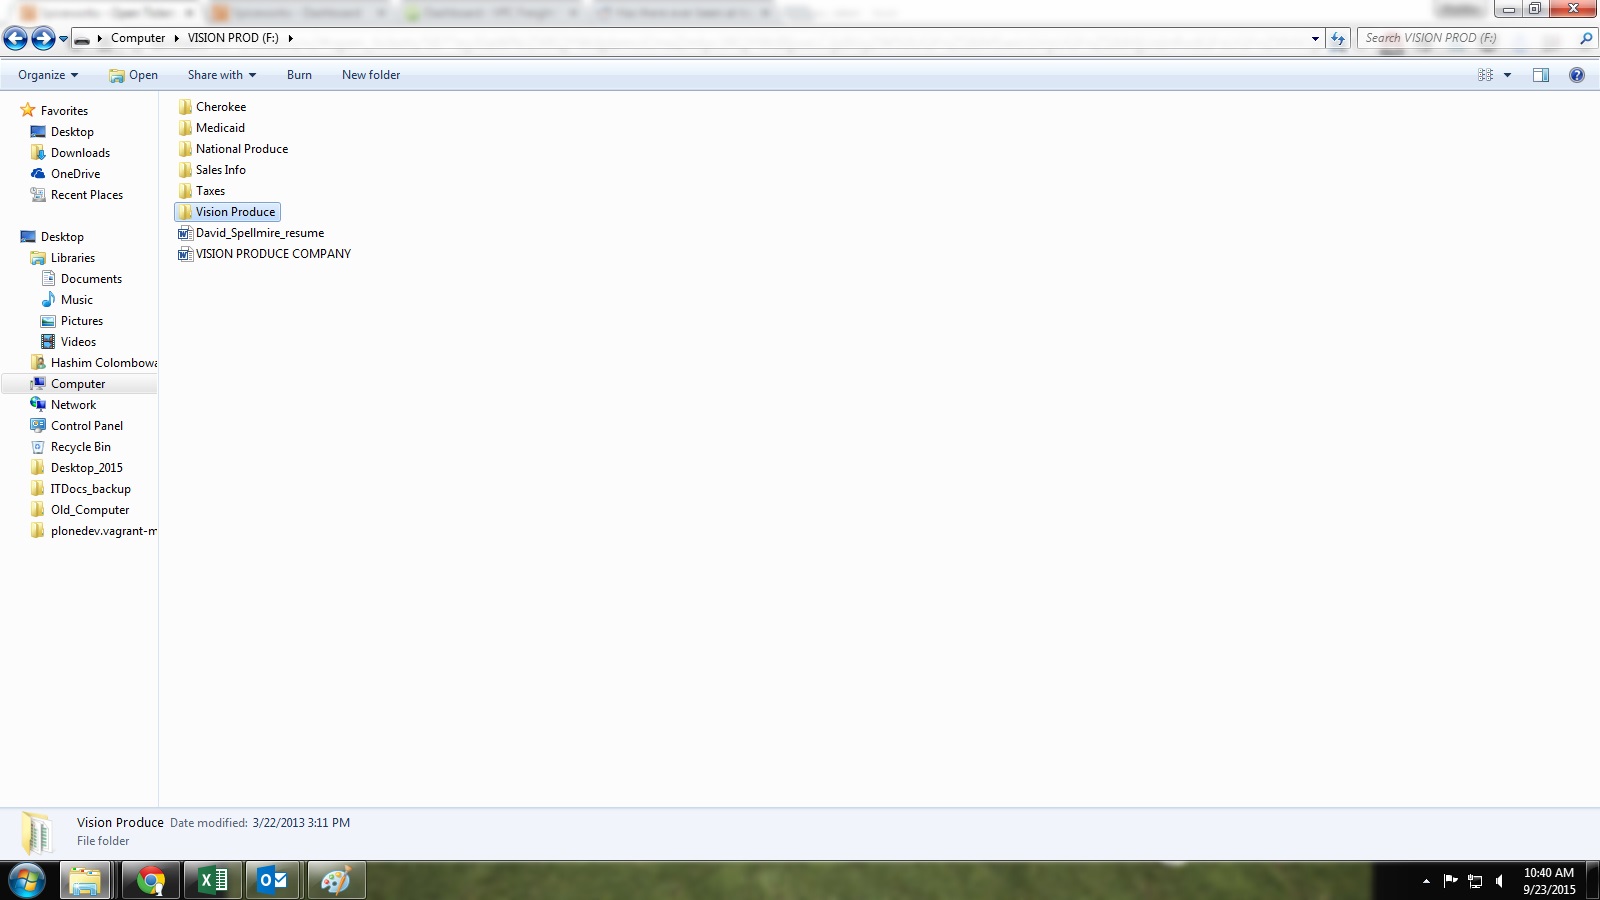 Computer VISION PROD (F:) Search VISION PROD (F:)
Organize Open Share with Burn New folder
Favorites
Desktop
Downloads
OneDrive
Recent Places
Desktop
Libraries
Documents
Music
Pictures
Videos
Hashim Colombowa
Computer
Network
Control Panel
Recycle Bin
Desktop_2015
ITDocs_backup
Old_Computer
plonedev.vagrant-m
Cherokee
Medicaid
National Produce
Sales Info
Taxes
Vision Produce
David_Spellmire_resume
VISION PRODUCE COMPANY
Vision Produce Date modified: 3/22/2013 3:11 PM
File folder
10:40 AM
9/23/2015